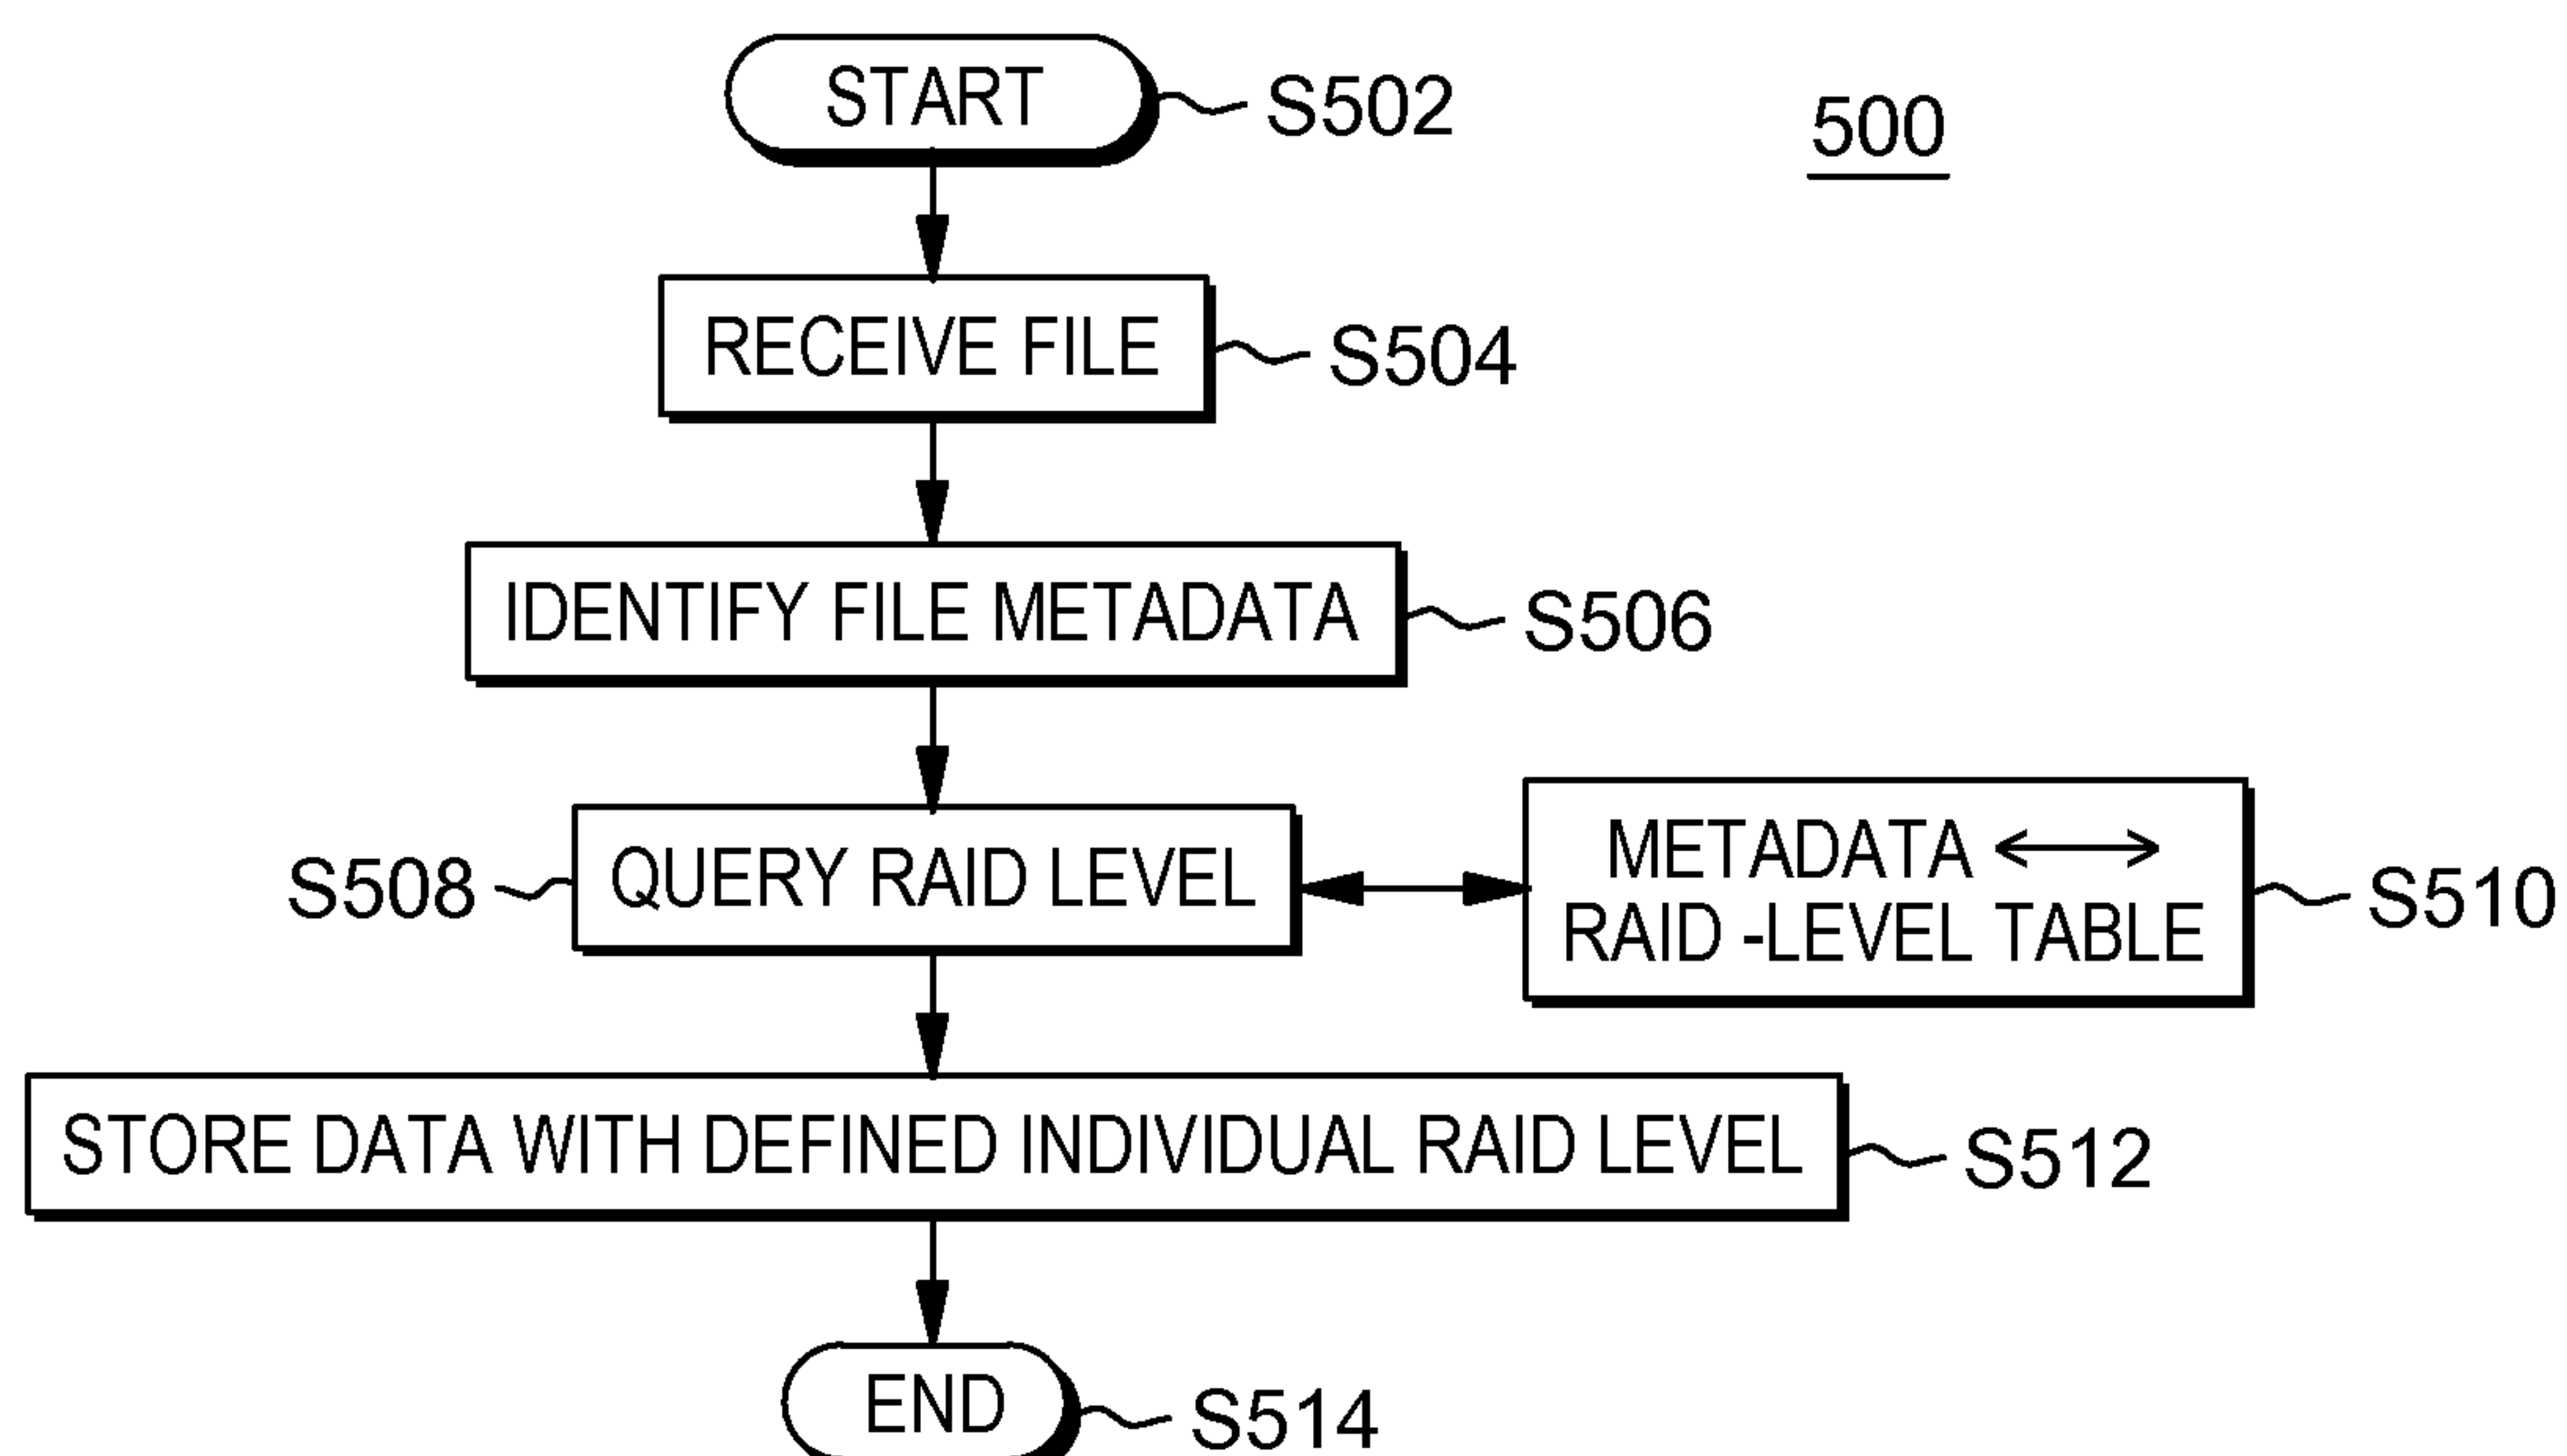 START
S502
500
RECEIVE FILE
S504
IDENTIFY FILE METADATA
S506
S508
QUERY RAID LEVEL
METADATA ⟷
RAID -LEVEL TABLE
S510
STORE DATA WITH DEFINED INDIVIDUAL RAID LEVEL
S512
END
S514